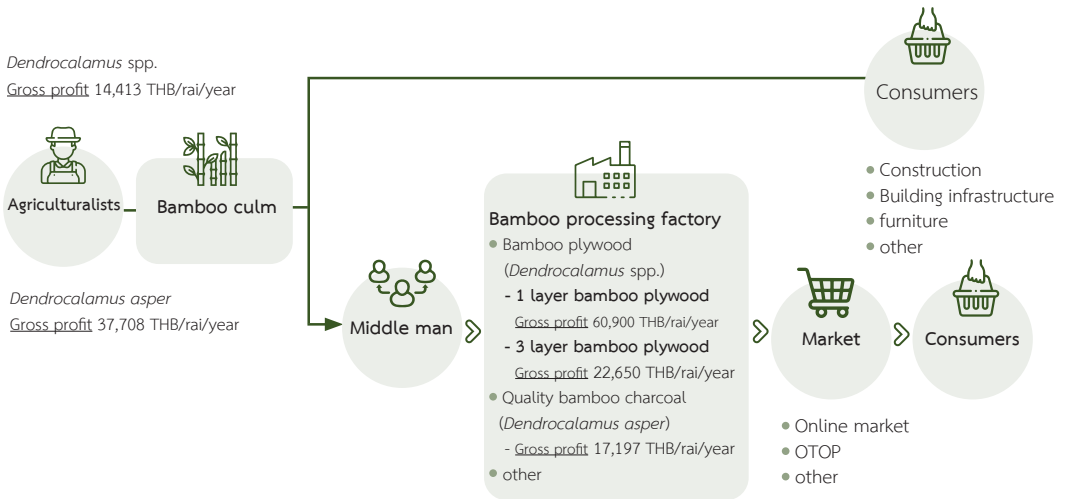 Dendrocalamus spp.
Gross profit 14,413 THB/rai/year
Agriculturalists
Bamboo culm
Dendrocalamus asper
Gross profit 37,708 THB/rai/year
Consumers
• Construction
• Building infrastructure
• furniture
• other
Middle man
Bamboo processing factory
• Bamboo plywood
(Dendrocalamus spp.)
- 1 layer bamboo plywood
Gross profit 60,900 THB/rai/year
- 3 layer bamboo plywood
Gross profit 22,650 THB/rai/year
• Quality bamboo charcoal
(Dendrocalamus asper)
- Gross profit 17,197 THB/rai/year
• other
Market
• Online market
• OTOP
• other
Consumers